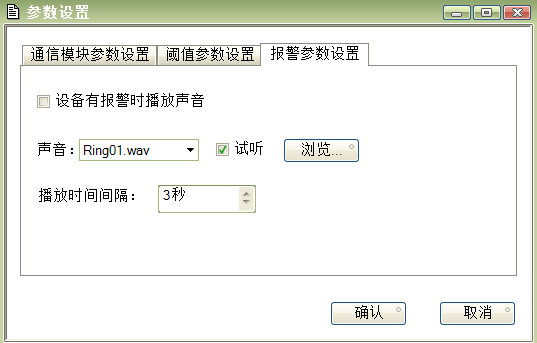 参数设置
通信模块参数设置 阈值参数设置 报警参数设置
设备有报警时播放声音
声音： Ring01.wav 试听 浏览...
播放时间间隔： 3秒
确认 取消